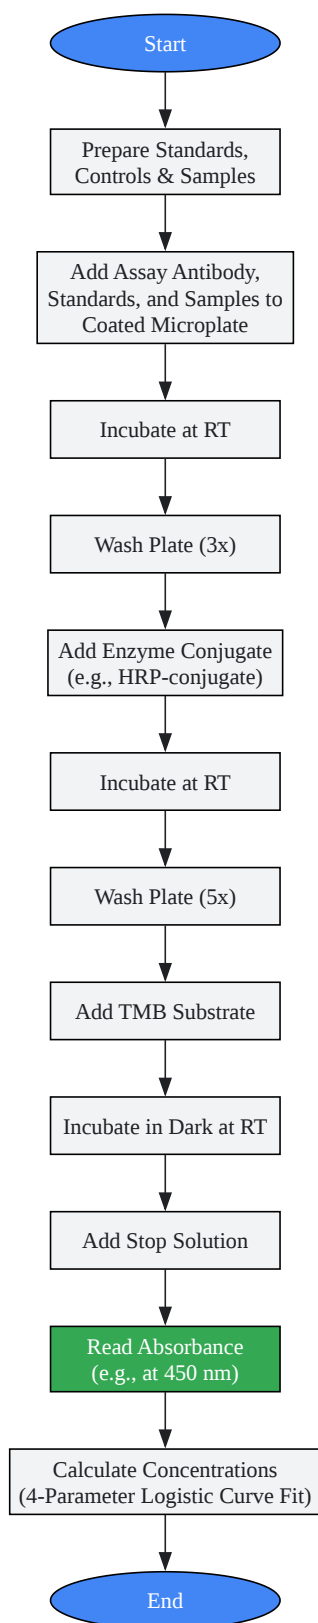 Start
Prepare Standards,
Controls & Samples
Add Assay Antibody,
Standards, and Samples to
Coated Microplate
Incubate at RT
Wash Plate (3x)
Add Enzyme Conjugate
(e.g., HRP-conjugate)
Incubate at RT
Wash Plate (5x)
Add TMB Substrate
Incubate in Dark at RT
Add Stop Solution
Read Absorbance
(e.g., at 450 nm)
Calculate Concentrations
(4-Parameter Logistic Curve Fit)
End